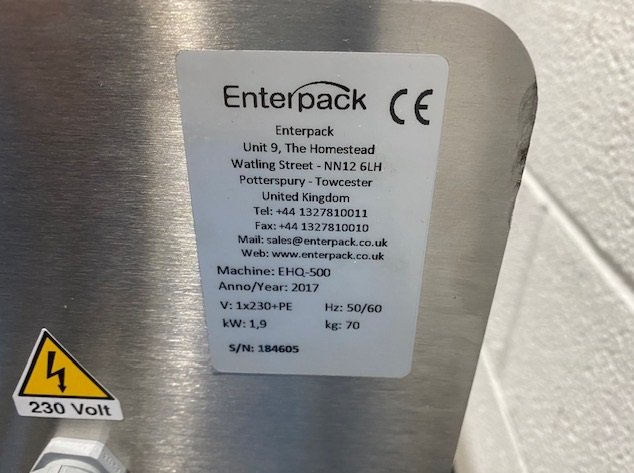 Enterpack CE
Enterpack
Unit 9, The Homestead
Watling Street - NN12 6LH
Potterspury - Towcester
United Kingdom
Tel: +44 1327810011
Fax: +44 1327810010
Mail: sales@enterpack.co.uk
Web: www.enterpack.co.uk
Machine: EHQ-500
Anno/Year: 2017
V: 1x230+PE Hz: 50/60
kW: 1,9 kg: 70
S/N: 184605
230 Volt